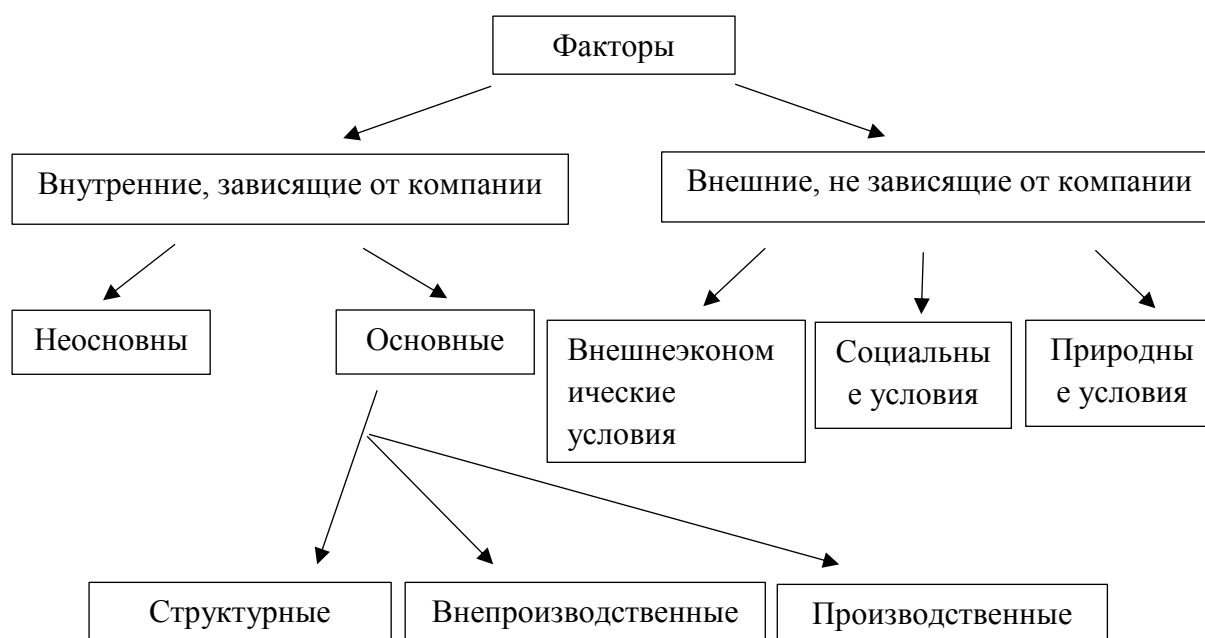 Факторы
Внутренние, зависящие от компании
Внешние, не зависящие от компании
Неосновны
Основные
Внешнеэконом
ические
условия
Социальны
е условия
Природны
е условия
Структурные
Внепроизводственные
Производственные